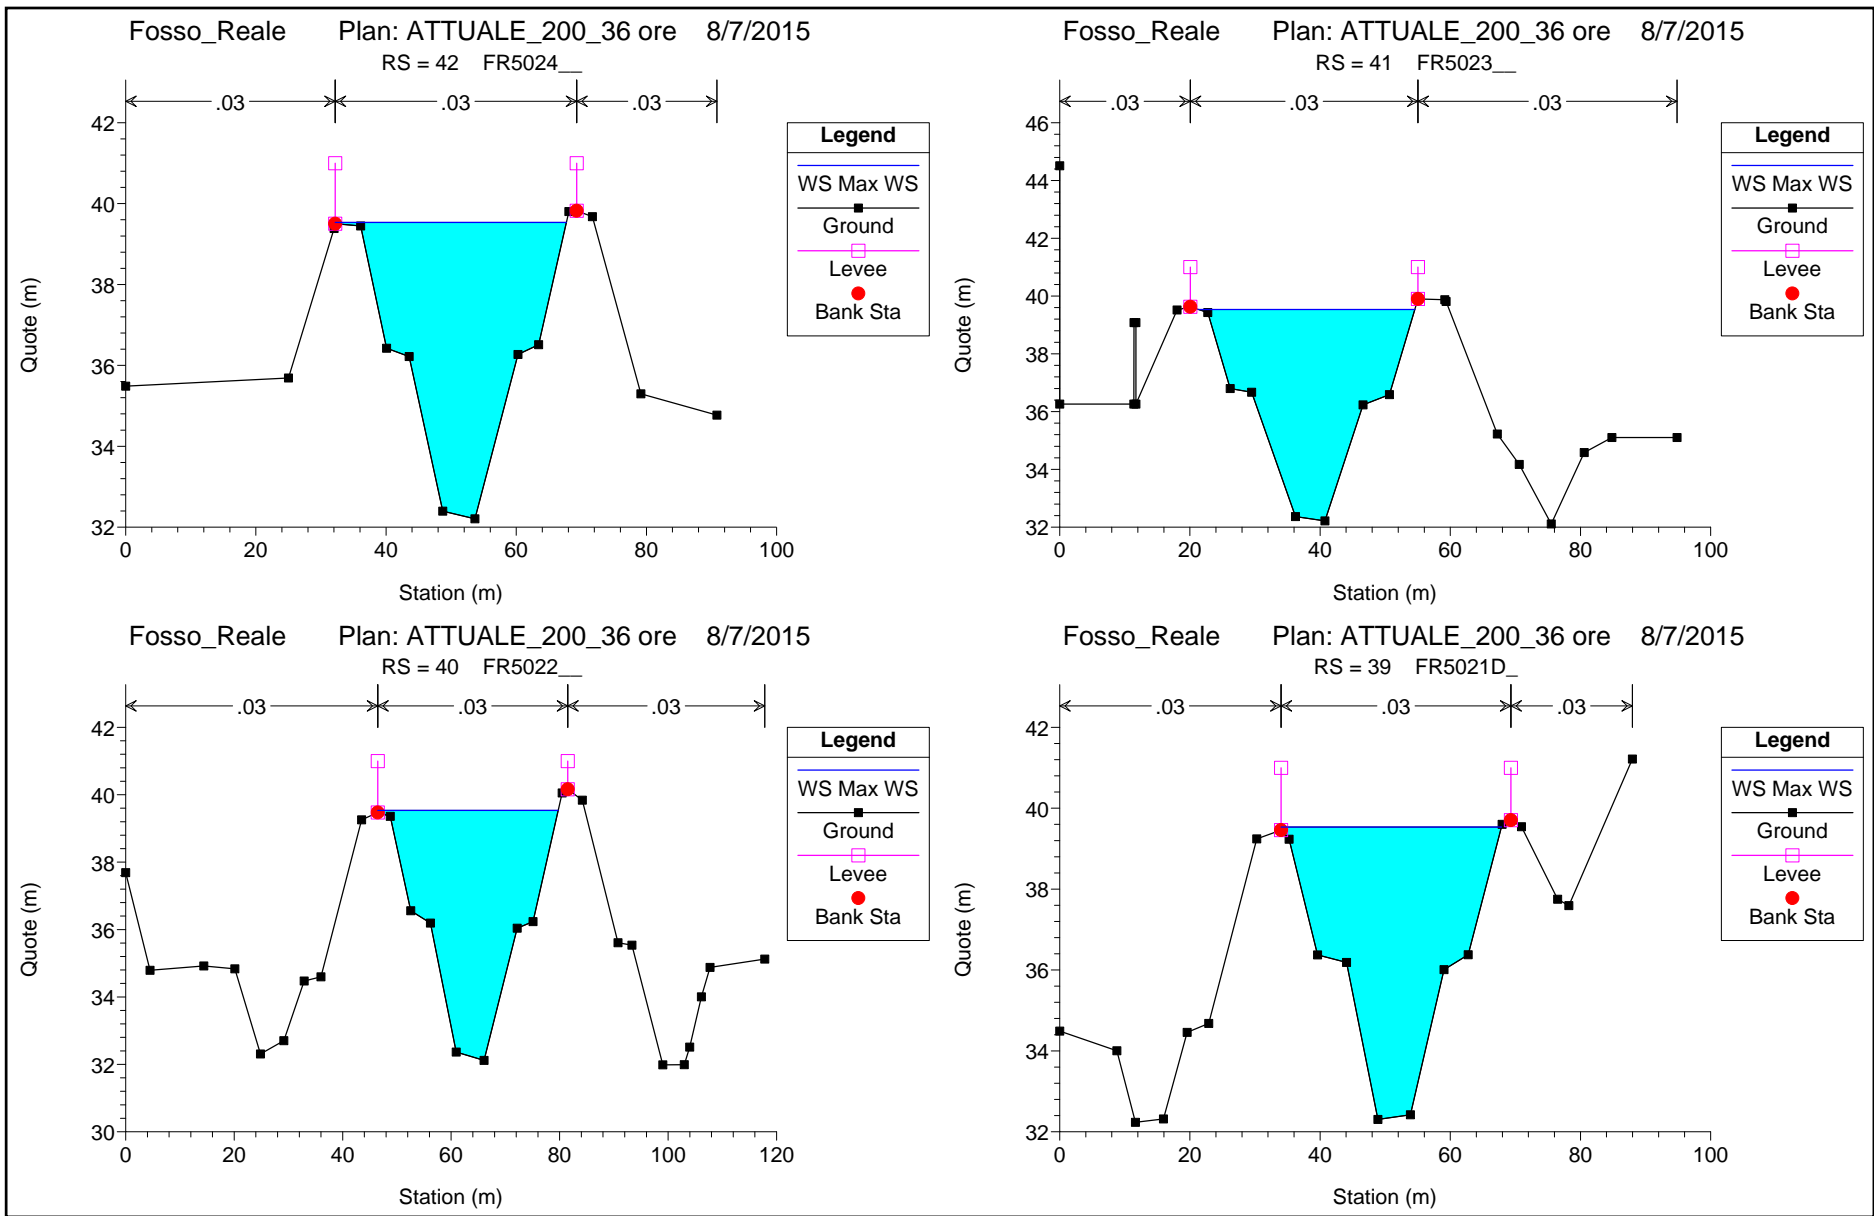 Fosso_Reale Plan: ATTUALE_200_36 ore 8/7/2015
RS = 42 FR5024__
.03 .03 .03
42
40
38
36
34
32
Quote (m)
0 20 40 60 80 100
Station (m)
Legend
WS Max WS
Ground
Levee
Bank Sta
Fosso_Reale Plan: ATTUALE_200_36 ore 8/7/2015
RS = 41 FR5023__
.03 .03 .03
46
44
42
40
38
36
34
32
Quote (m)
0 20 40 60 80 100
Station (m)
Legend
WS Max WS
Ground
Levee
Bank Sta
Fosso_Reale Plan: ATTUALE_200_36 ore 8/7/2015
RS = 40 FR5022__
.03 .03 .03
42
40
38
36
34
32
30
Quote (m)
0 20 40 60 80 100 120
Station (m)
Legend
WS Max WS
Ground
Levee
Bank Sta
Fosso_Reale Plan: ATTUALE_200_36 ore 8/7/2015
RS = 39 FR5021D_
.03 .03 .03
42
40
38
36
34
32
Quote (m)
0 20 40 60 80 100
Station (m)
Legend
WS Max WS
Ground
Levee
Bank Sta